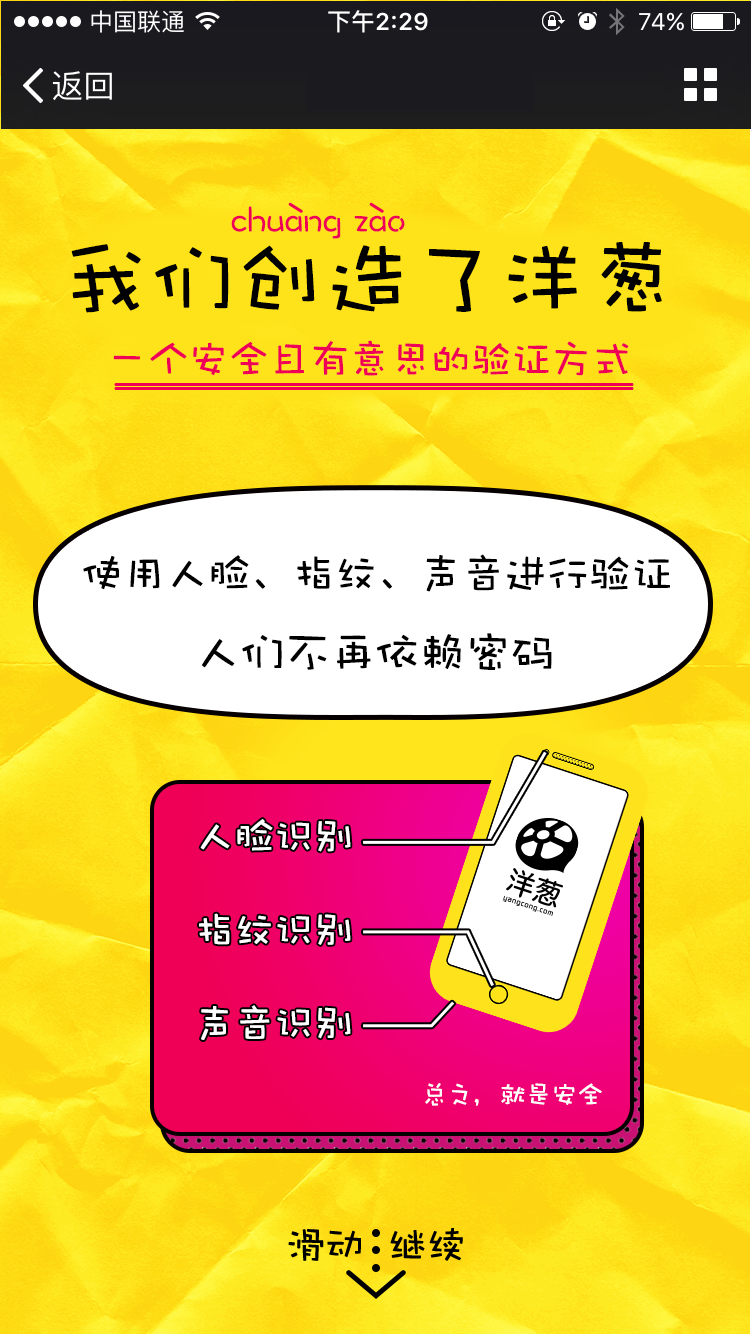 中国联通 下午2:29 74%
返回
chuàng zào
我们创造了洋葱
一个安全且有意思的验证方式
使用人脸、指纹、声音进行验证
人们不再依赖密码
人脸识别
洋葱
yangcong.com
指纹识别
声音识别
总之，就是安全
滑动 继续